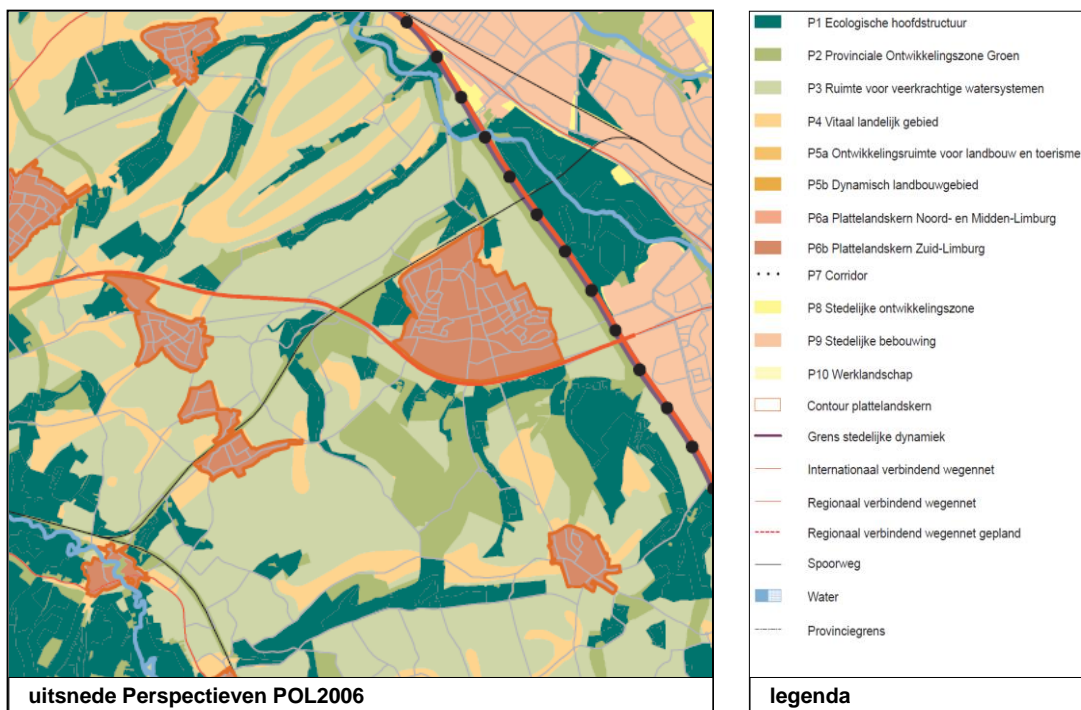 P1 Ecologische hoofdstructuur
P2 Provinciale Ontwikkelingszone Groen
P3 Ruimte voor veerkrachtige watersystemen
P4 Vitaal landelijk gebied
P5a Ontwikkelingsruimte voor landbouw en toerisme
P5b Dynamisch landbouwgebied
P6a Plattelandskern Noord- en Midden-Limburg
P6b Plattelandskern Zuid-Limburg
P7 Corridor
P8 Stedelijke ontwikkelingszone
P9 Stedelijke bebouwing
P10 Werklandschap
Contour plattelandskern
Grens stedelijke dynamiek
Internationaal verbindend wegennet
Regionaal verbindend wegennet
Regionaal verbindend wegennet gepland
Spoorweg
Water
Provinciegrens
uitsnede Perspectieven POL2006
legenda